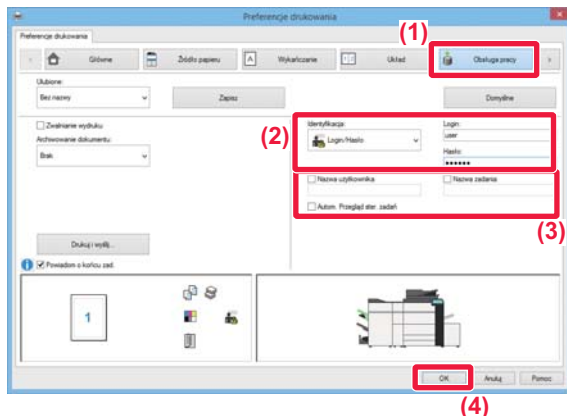 Preferencje drukowania
Preferencje drukowania
(1)
Główne
Źródło papieru
Wykańczanie
Układ
Obsługa pracy
Ulubione:
Bez nazwy
Zapisz
Domyślne
Zwalnianie wydruku
Archiwowanie dokumentu:
Brak
(2)
Identyfikacja:
Login/Hasło
Login:
user
Hasło:
••••••
Nazwa użytkownika
Nazwa zadania
Autom. Przegląd ster. zadań
(3)
Drukuj i wyślij...
Powiadom o końcu zad.
1
OK
Anuluj
Pomoc
(4)